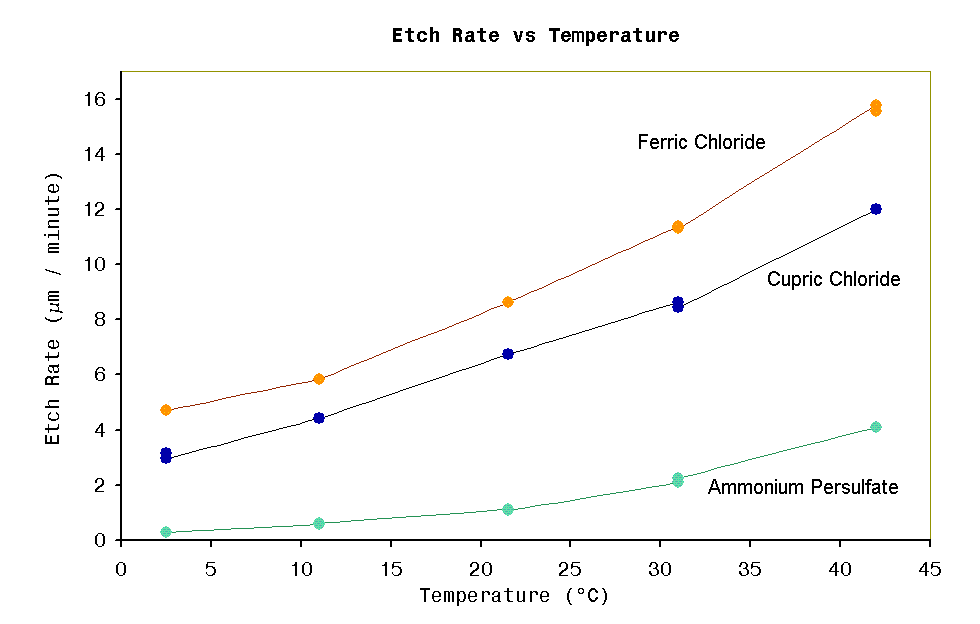 Etch Rate vs Temperature
16
14
12
10
8
6
4
2
0
Etch Rate (µm / minute)
Ferric Chloride
Cupric Chloride
Ammonium Persulfate
0 5 10 15 20 25 30 35 40 45
Temperature (°C)